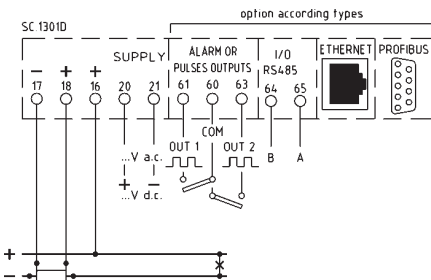 option according types
SC 1301D
SUPPLY
ALARM OR
PULSES OUTPUTS
I/O
RS485
ETHERNET
PROFIBUS
− + +
17 18 16 20 21 61 60 63 64 65
COM
...V a.c.
OUT 1 OUT 2 B A
+ −
...V d.c.
+
−